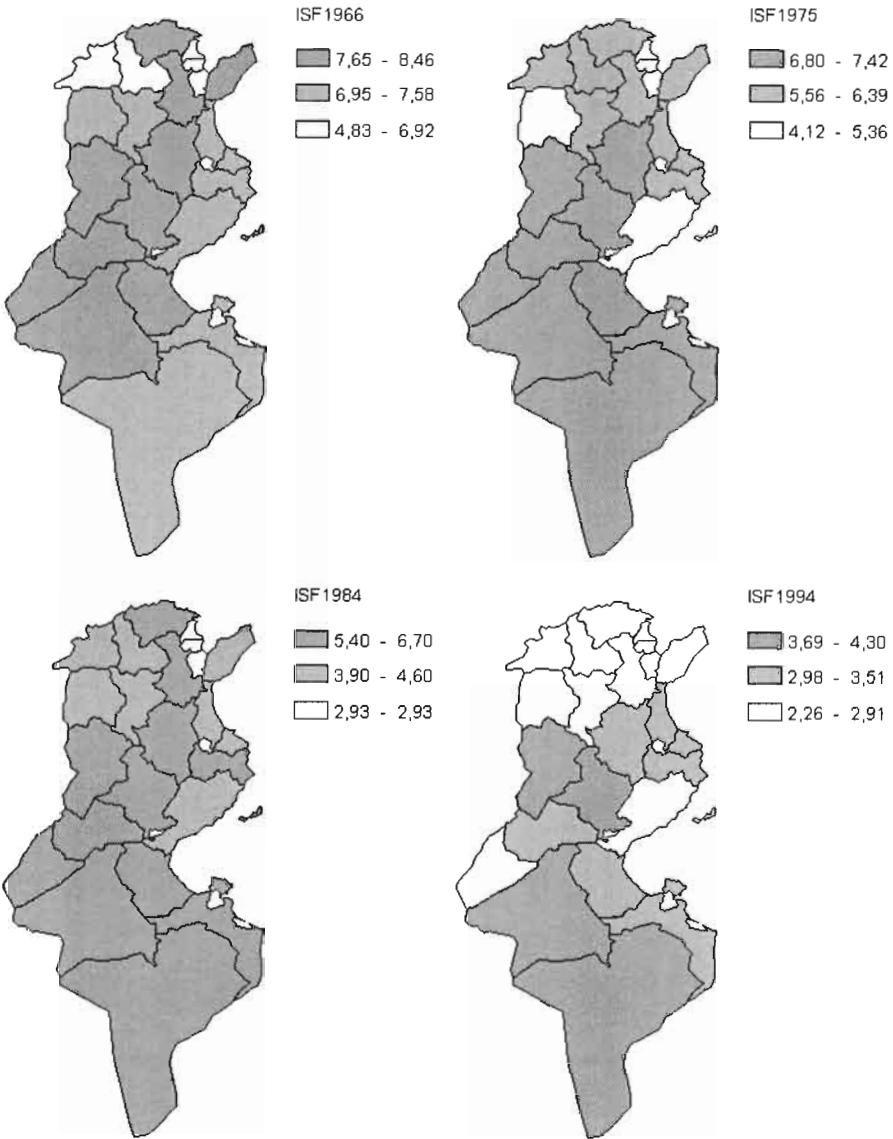 ISF1966
7,65 - 8,46
6,95 - 7,58
4,83 - 6,92
ISF1975
6,80 - 7,42
5,56 - 6,39
4,12 - 5,36
ISF1984
5,40 - 6,70
3,90 - 4,60
2,93 - 2,93
ISF1994
3,69 - 4,30
2,98 - 3,51
2,26 - 2,91